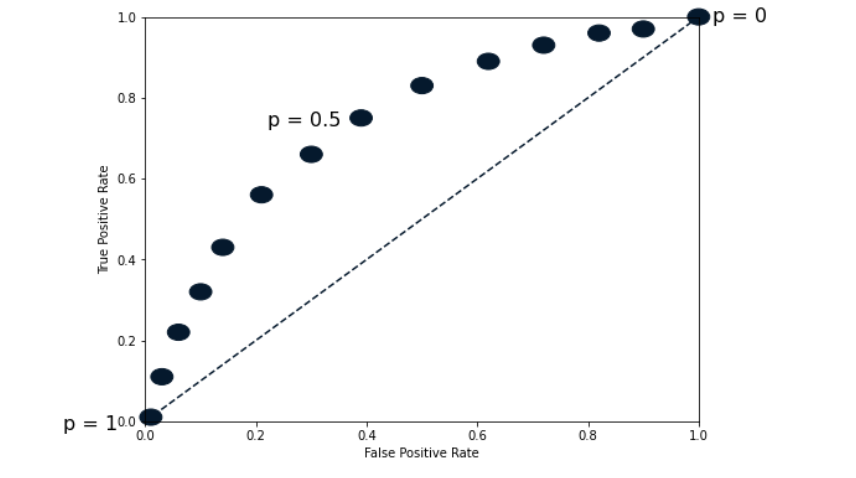 1.0
p = 0
0.8
p = 0.5
0.6
True Positive Rate
0.4
0.2
p = 1
0.0
0.0 0.2 0.4 0.6 0.8 1.0
False Positive Rate